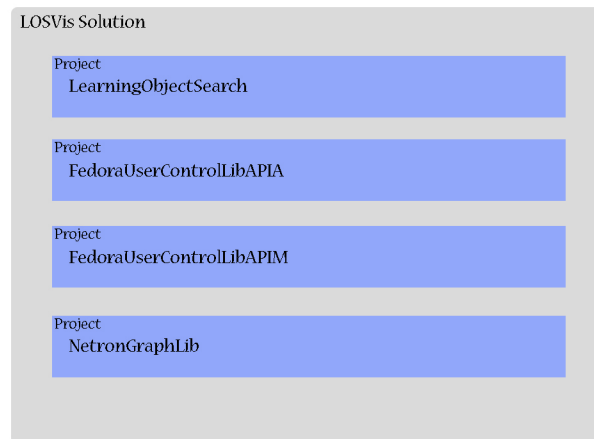 LOSVis Solution
Project
LearningObjectSearch
Project
FedoraUserControlLibAPIA
Project
FedoraUserControlLibAPIM
Project
NetronGraphLib